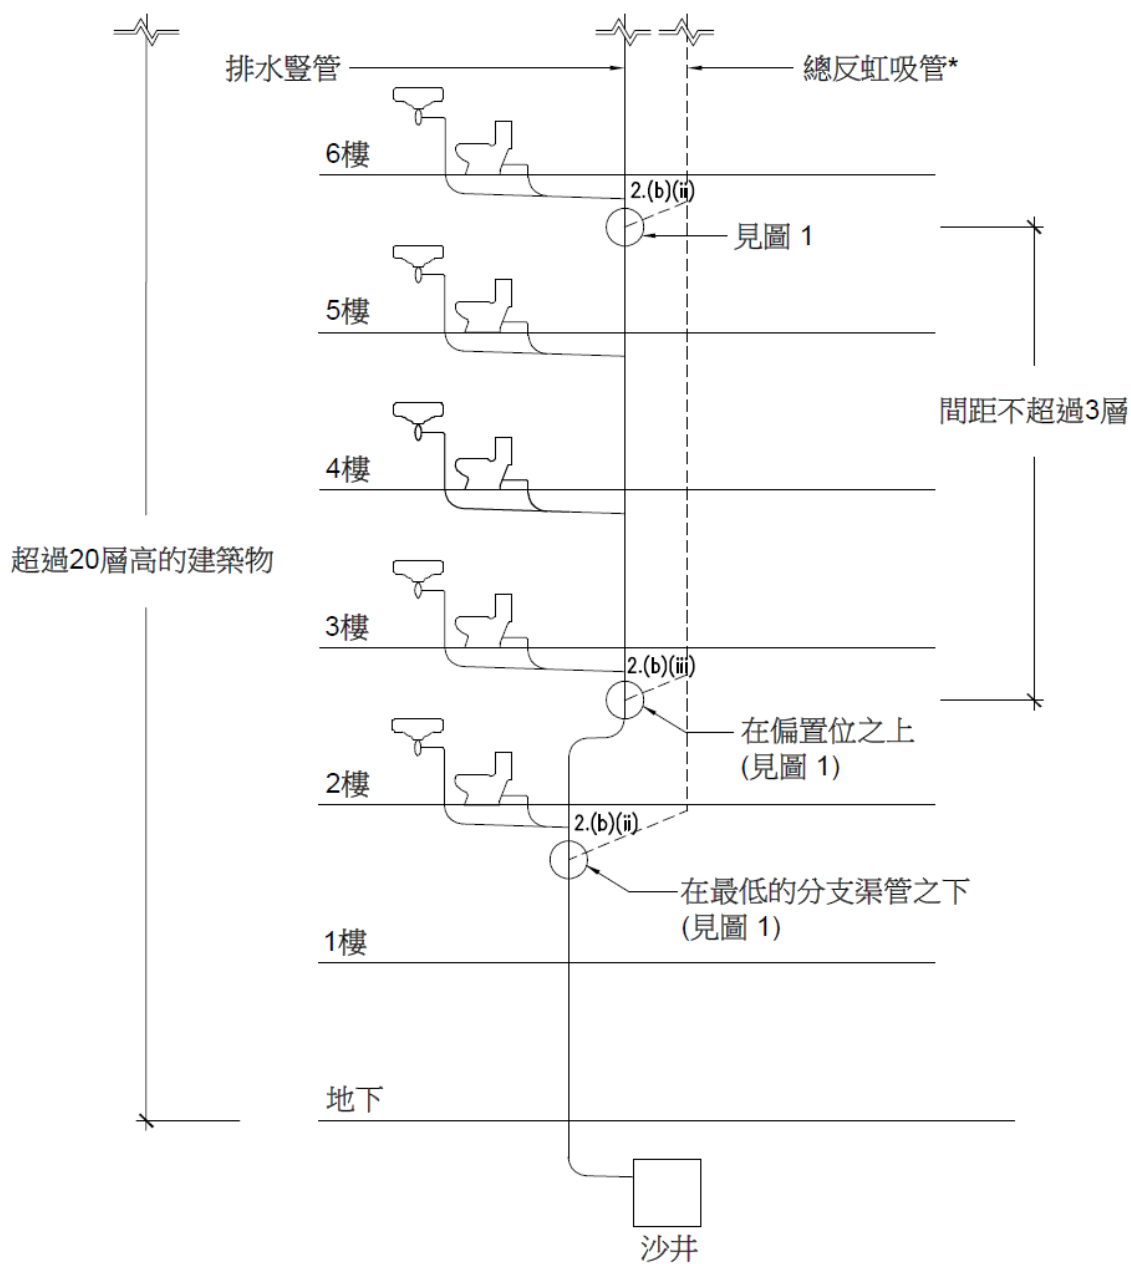 排水豎管
總反虹吸管*
6樓
2.(b)(ii)
見圖 1
5樓
間距不超過3層
4樓
超過20層高的建築物
3樓
2.(b)(iii)
在偏置位之上
(見圖 1)
2樓
2.(b)(ii)
在最低的分支渠管之下
(見圖 1)
1樓
地下
沙井